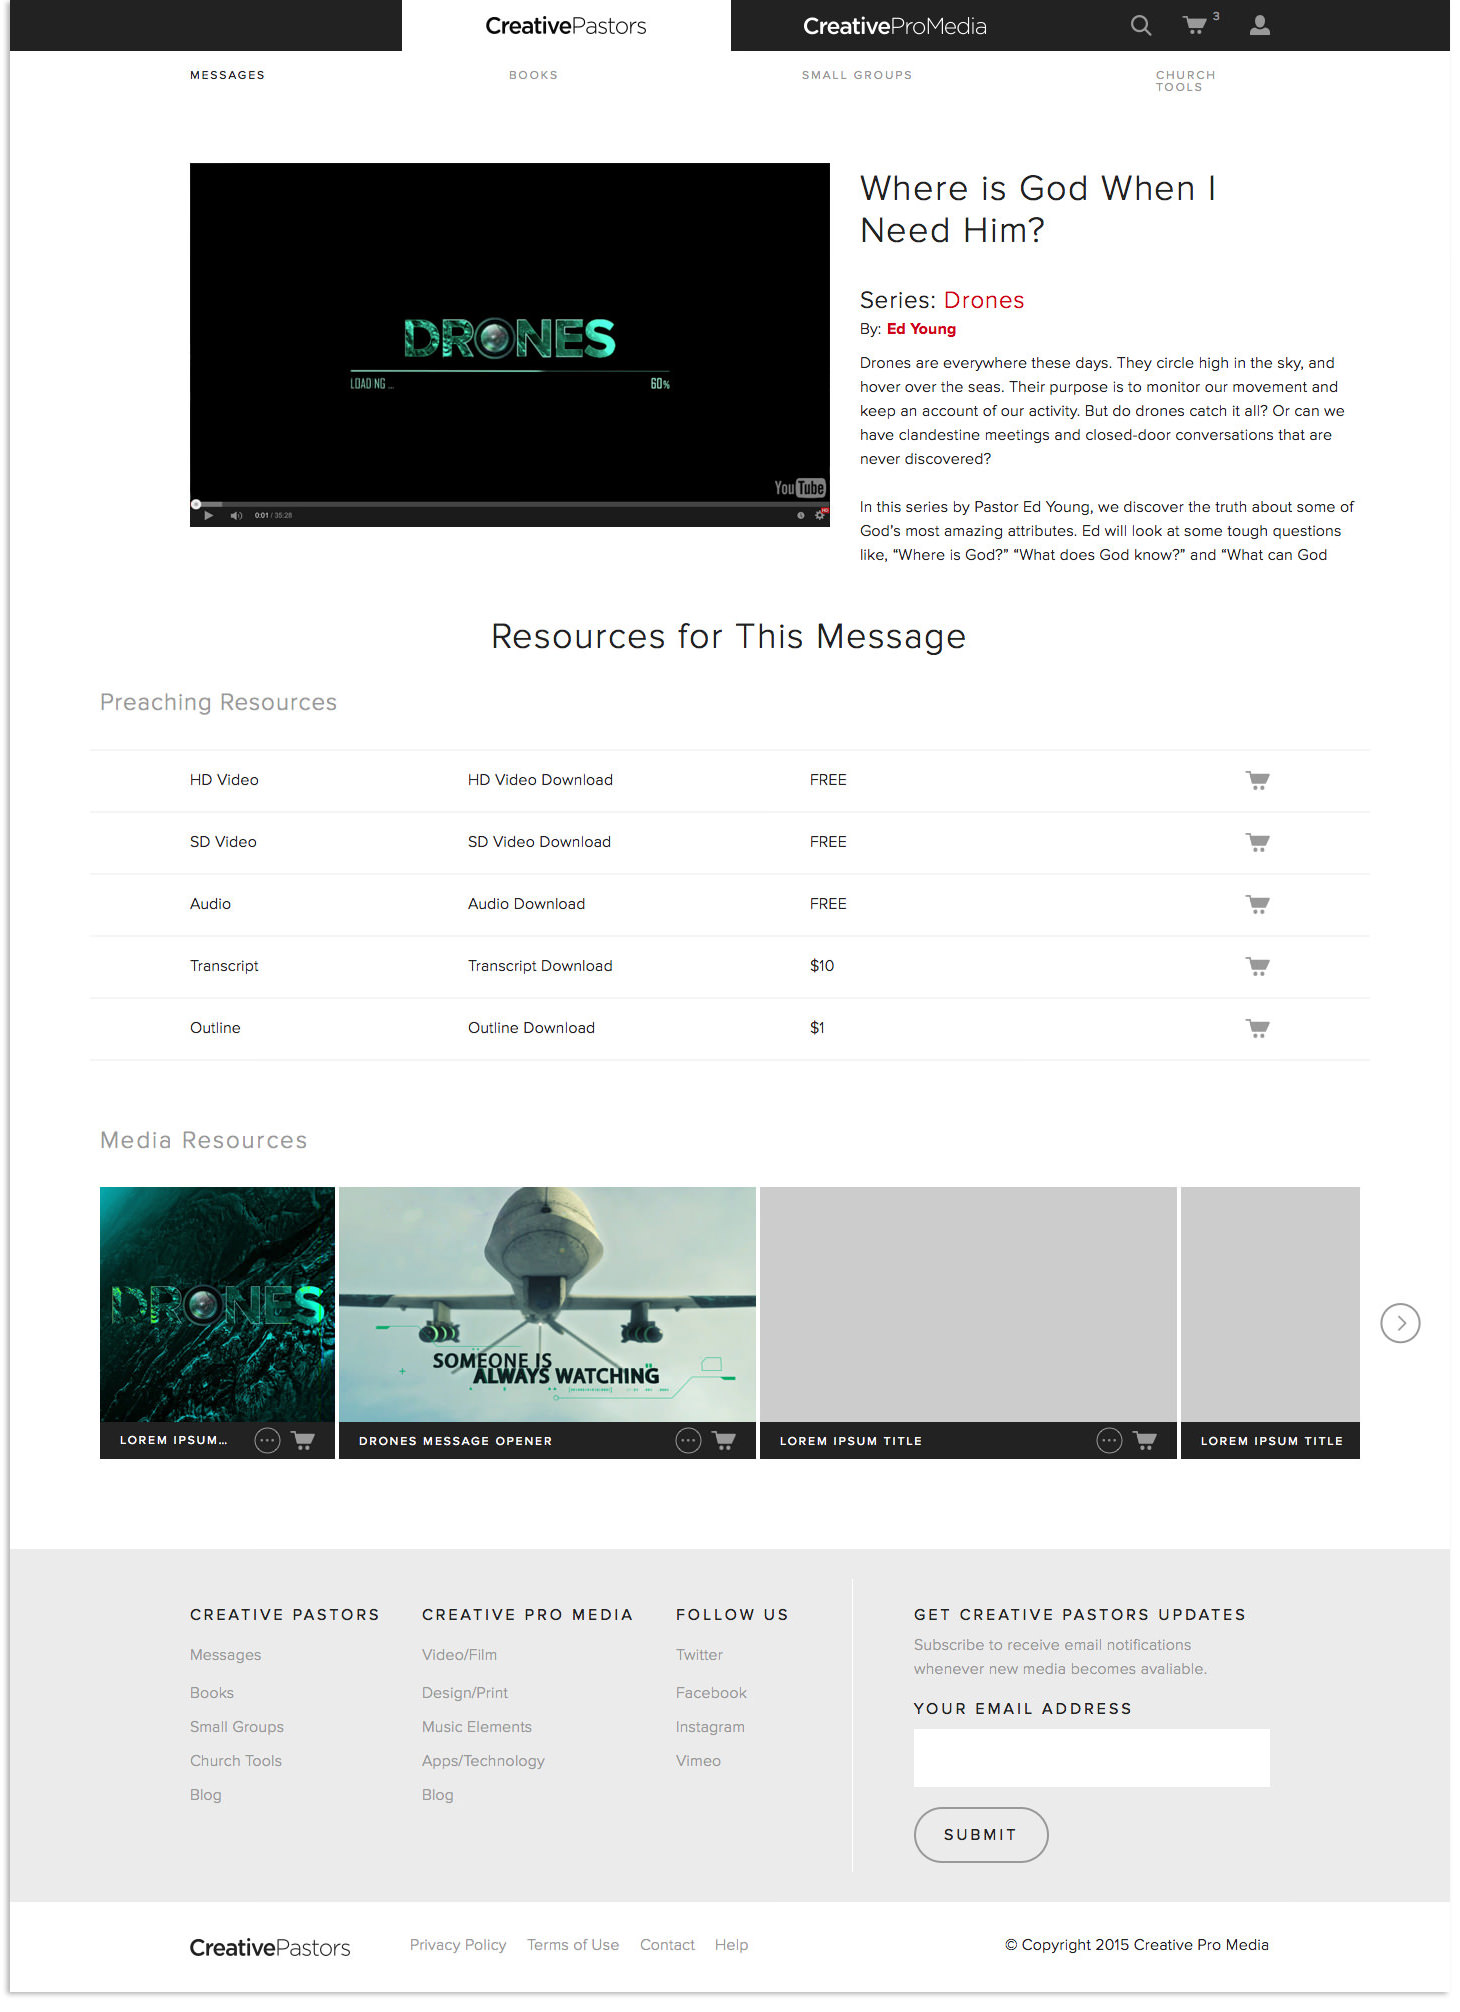 CreativePastors
CreativeProMedia
3
MESSAGES
BOOKS
SMALL GROUPS
CHURCH
TOOLS
DRONES
LOADING ...
60%
YouTube
0:01 / 35:28
HD
Where is God When I
Need Him?
Series: Drones
By: Ed Young
Drones are everywhere these days. They circle high in the sky, and
hover over the seas. Their purpose is to monitor our movement and
keep an account of our activity. But do drones catch it all? Or can we
have clandestine meetings and closed-door conversations that are
never discovered?
In this series by Pastor Ed Young, we discover the truth about some of
God’s most amazing attributes. Ed will look at some tough questions
like, “Where is God?” “What does God know?” and “What can God
Resources for This Message
Preaching Resources
HD Video HD Video Download FREE
SD Video SD Video Download FREE
Audio Audio Download FREE
Transcript Transcript Download $10
Outline Outline Download $1
Media Resources
DRONES
SOMEONE IS
ALWAYS WATCHING
LOREM IPSUM...
DRONES MESSAGE OPENER
LOREM IPSUM TITLE
LOREM IPSUM TITLE
CREATIVE PASTORS
Messages
Books
Small Groups
Church Tools
Blog
CREATIVE PRO MEDIA
Video/Film
Design/Print
Music Elements
Apps/Technology
Blog
FOLLOW US
Twitter
Facebook
Instagram
Vimeo
GET CREATIVE PASTORS UPDATES
Subscribe to receive email notifications
whenever new media becomes avaliable.
YOUR EMAIL ADDRESS
SUBMIT
CreativePastors
Privacy Policy Terms of Use Contact Help
© Copyright 2015 Creative Pro Media